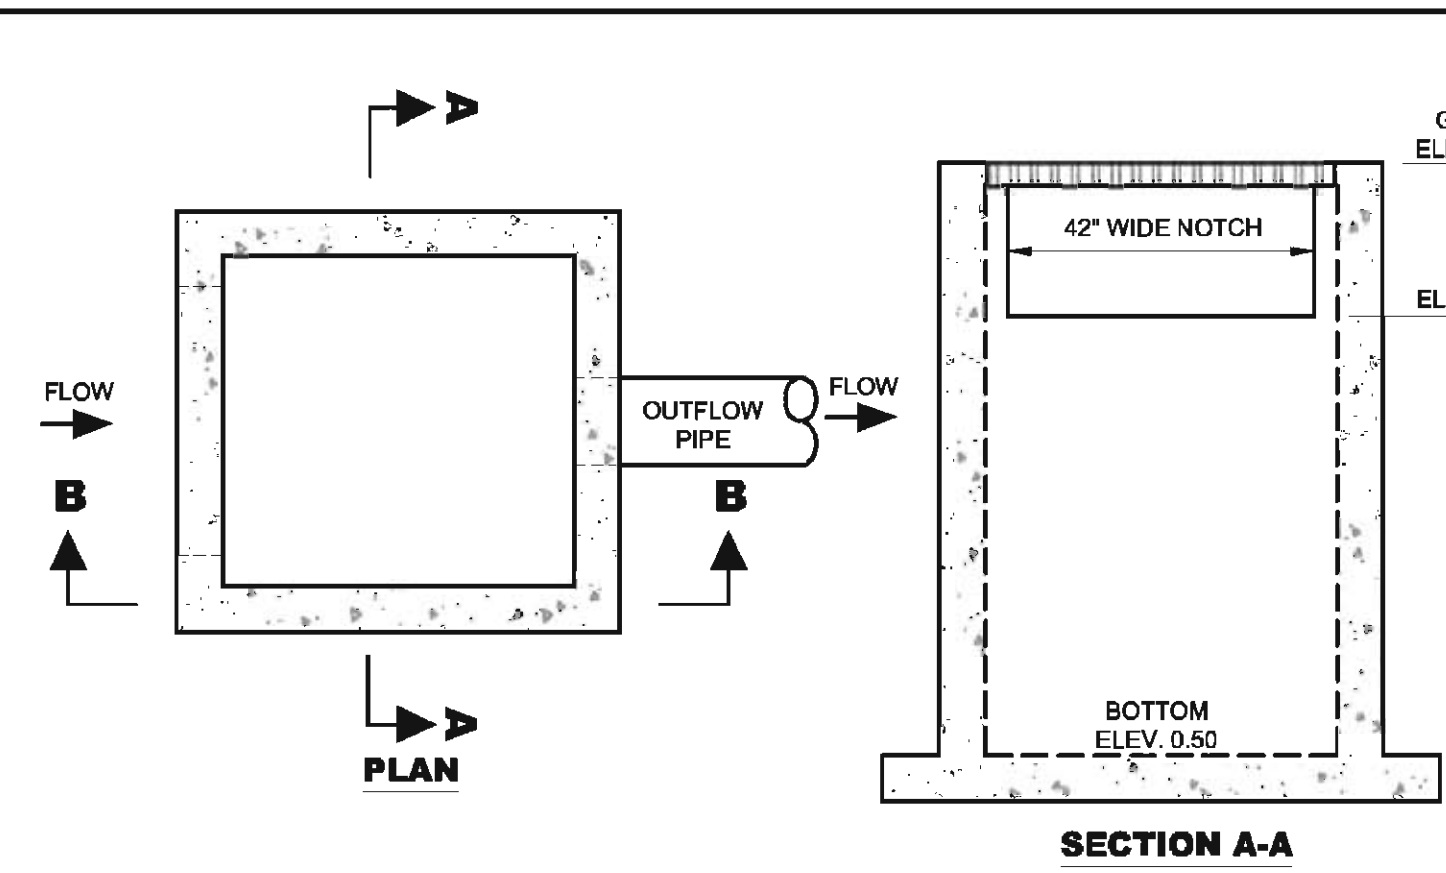 A
FLOW
B
OUTFLOW
PIPE
FLOW
B
A
PLAN
42" WIDE NOTCH
BOTTOM
ELEV. 0.50
SECTION A-A